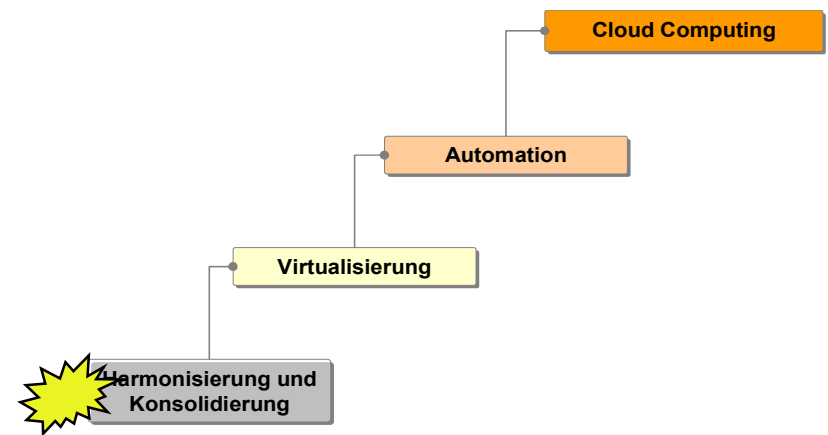 Cloud Computing
Automation
Virtualisierung
Harmonisierung und
Konsolidierung